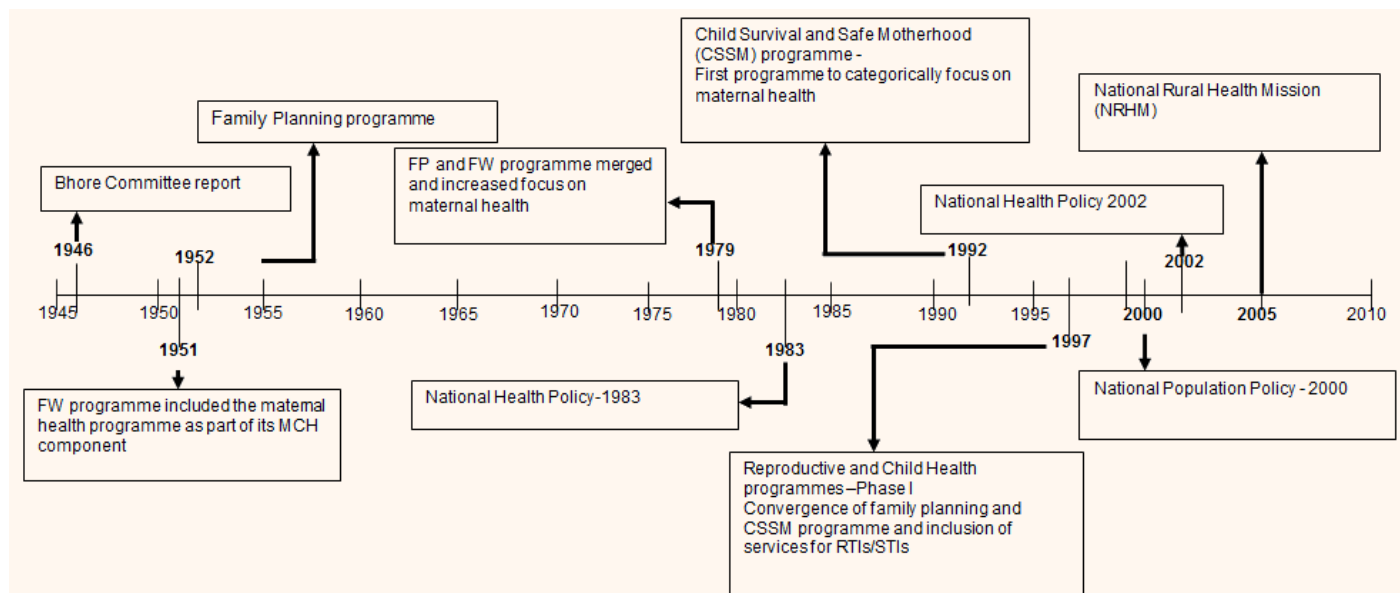 Child Survival and Safe Motherhood
(CSSM) programme -
First programme to categorically focus on
maternal health
National Rural Health Mission
(NRHM)
Family Planning programme
FP and FW programme merged
and increased focus on
maternal health
Bhore Committee report
National Health Policy 2002
1946
1952
1979
1992
2002
1945
1950
1955
1960
1965
1970
1975
1980
1985
1990
1995
2000
2005
2010
1951
1983
1997
FW programme included the maternal
health programme as part of its MCH
component
National Health Policy-1983
National Population Policy - 2000
Reproductive and Child Health
programmes –Phase I
Convergence of family planning and
CSSM programme and inclusion of
services for RTIs/STIs